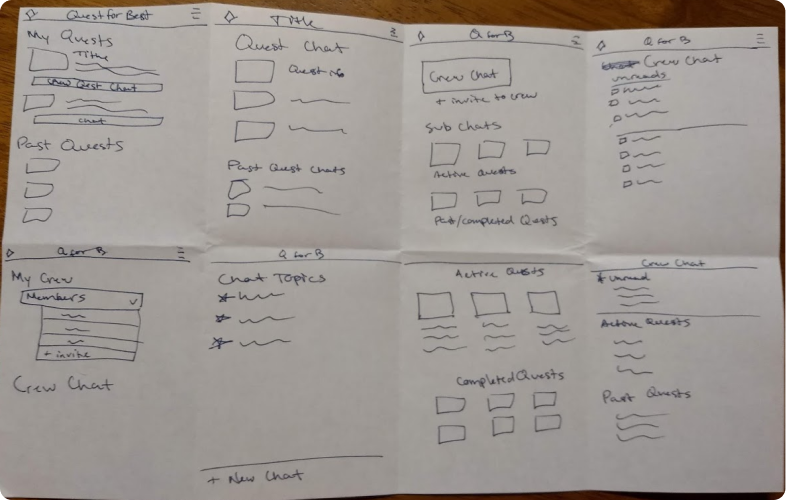 Quest for Best
My Quests
Title
Crew Quest Chat
chat
Past Quests
Title
Quest Chat
Quest info
Past Quest Chats
Q for B
Crew Chat
+ invite to crew
Sub Chats
Active Quests
Past/completed Quests
Q for B
Crew Chat
unreads
Q for B
My Crew
Members
+ invite
Crew Chat
Q for B
Chat Topics
+ New Chat
Active Quests
Completed Quests
Crew Chat
unread
Active Quests
Past Quests